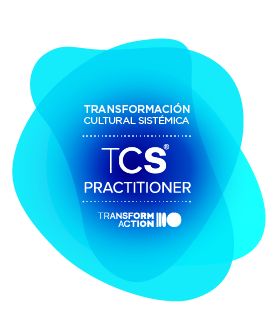 TRANSFORMACIÓN
CULTURAL SISTÉMICA
TCS®
PRACTITIONER
TRANSFORM
ACTION